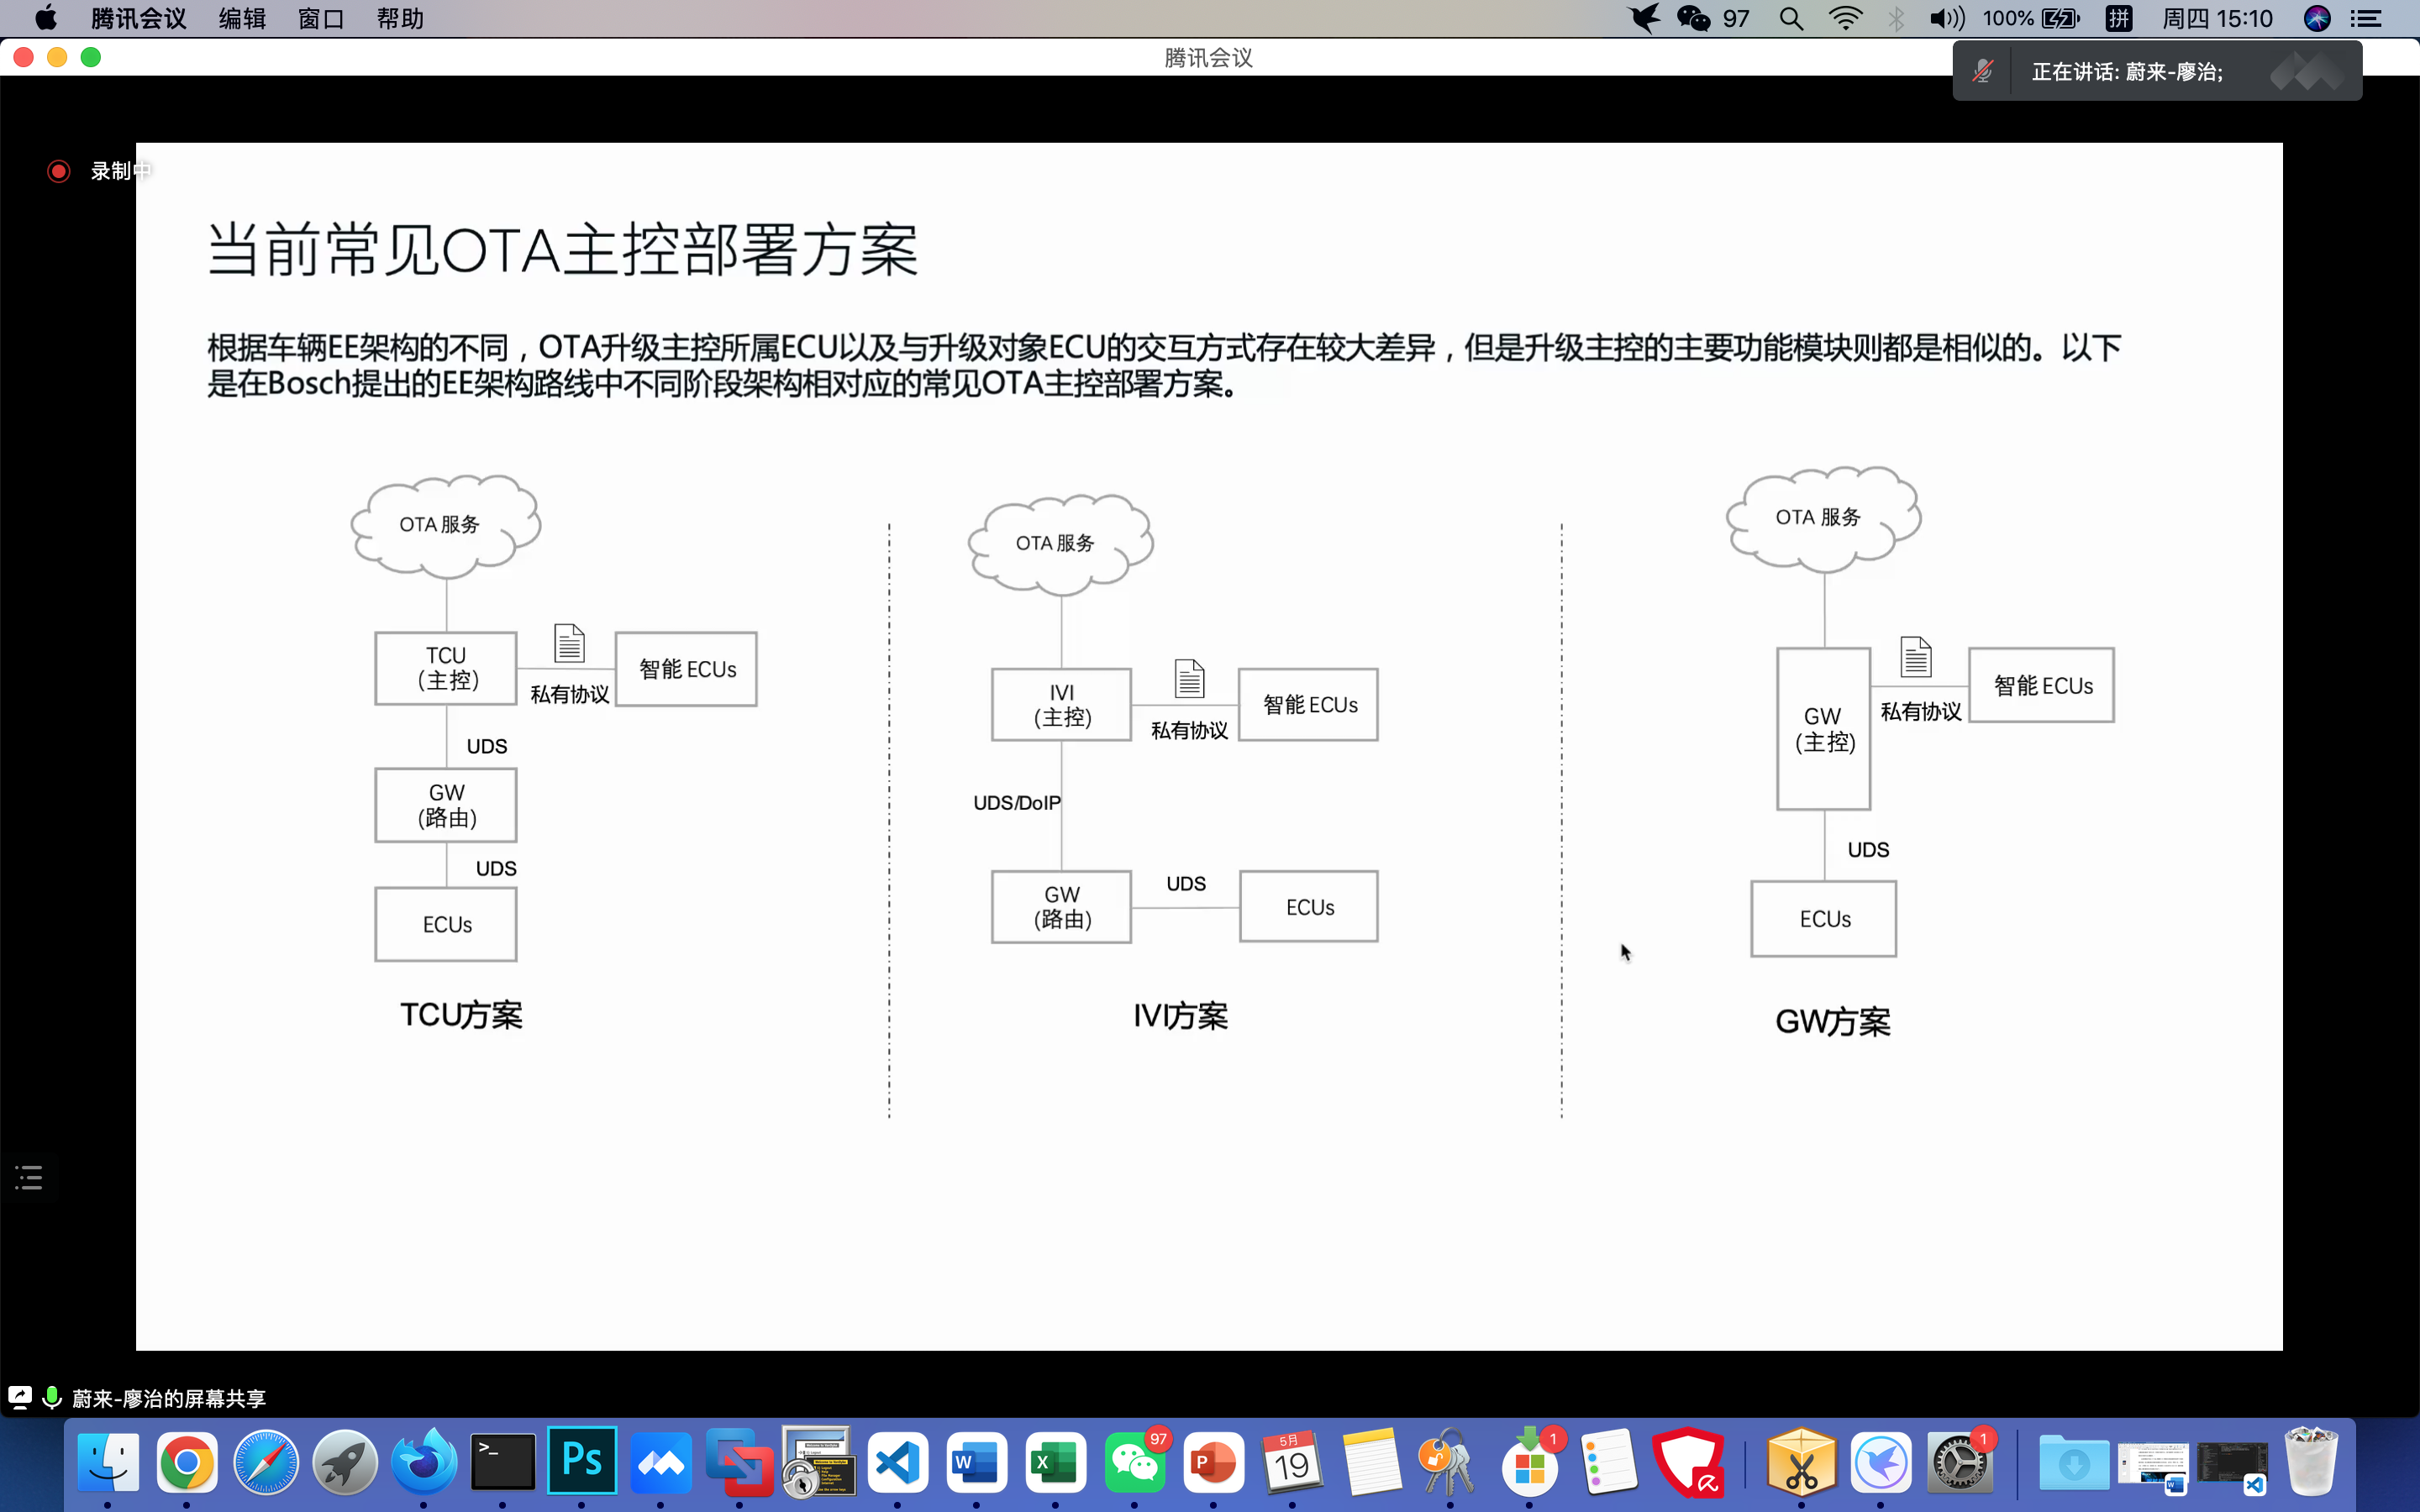 腾讯会议 编辑 窗口 帮助 97 100% 拼 周四 15:10
腾讯会议
正在讲话: 蔚来-廖治;
录制中
当前常见OTA主控部署方案
根据车辆EE架构的不同，OTA升级主控所属ECU以及与升级对象ECU的交互方式存在较大差异，但是升级主控的主要功能模块则都是相似的。以下
是在Bosch提出的EE架构路线中不同阶段架构相对应的常见OTA主控部署方案。
OTA 服务
TCU
(主控)
智能 ECUs
私有协议
UDS
GW
(路由)
UDS
ECUs
TCU方案
OTA 服务
IVI
(主控)
智能 ECUs
私有协议
UDS/DoIP
GW
(路由)
UDS
ECUs
IVI方案
OTA 服务
GW
(主控)
智能 ECUs
私有协议
UDS
ECUs
GW方案
蔚来-廖治的屏幕共享
>_
Ps
W
X
97
P
5月
19
1
1